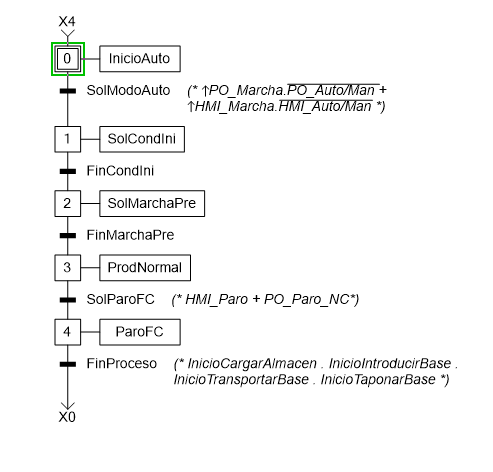 X4
0 InicioAuto
SolModoAuto (* ↑PO_Marcha.PO_Auto/Man +
↑HMI_Marcha.HMI_Auto/Man *)
1 SolCondIni
FinCondIni
2 SolMarchaPre
FinMarchaPre
3 ProdNormal
SolParoFC (* HMI_Paro + PO_Paro_NC*)
4 ParoFC
FinProceso (* InicioCargarAlmacen . InicioIntroducirBase .
InicioTransportarBase . InicioTaponarBase *)
X0